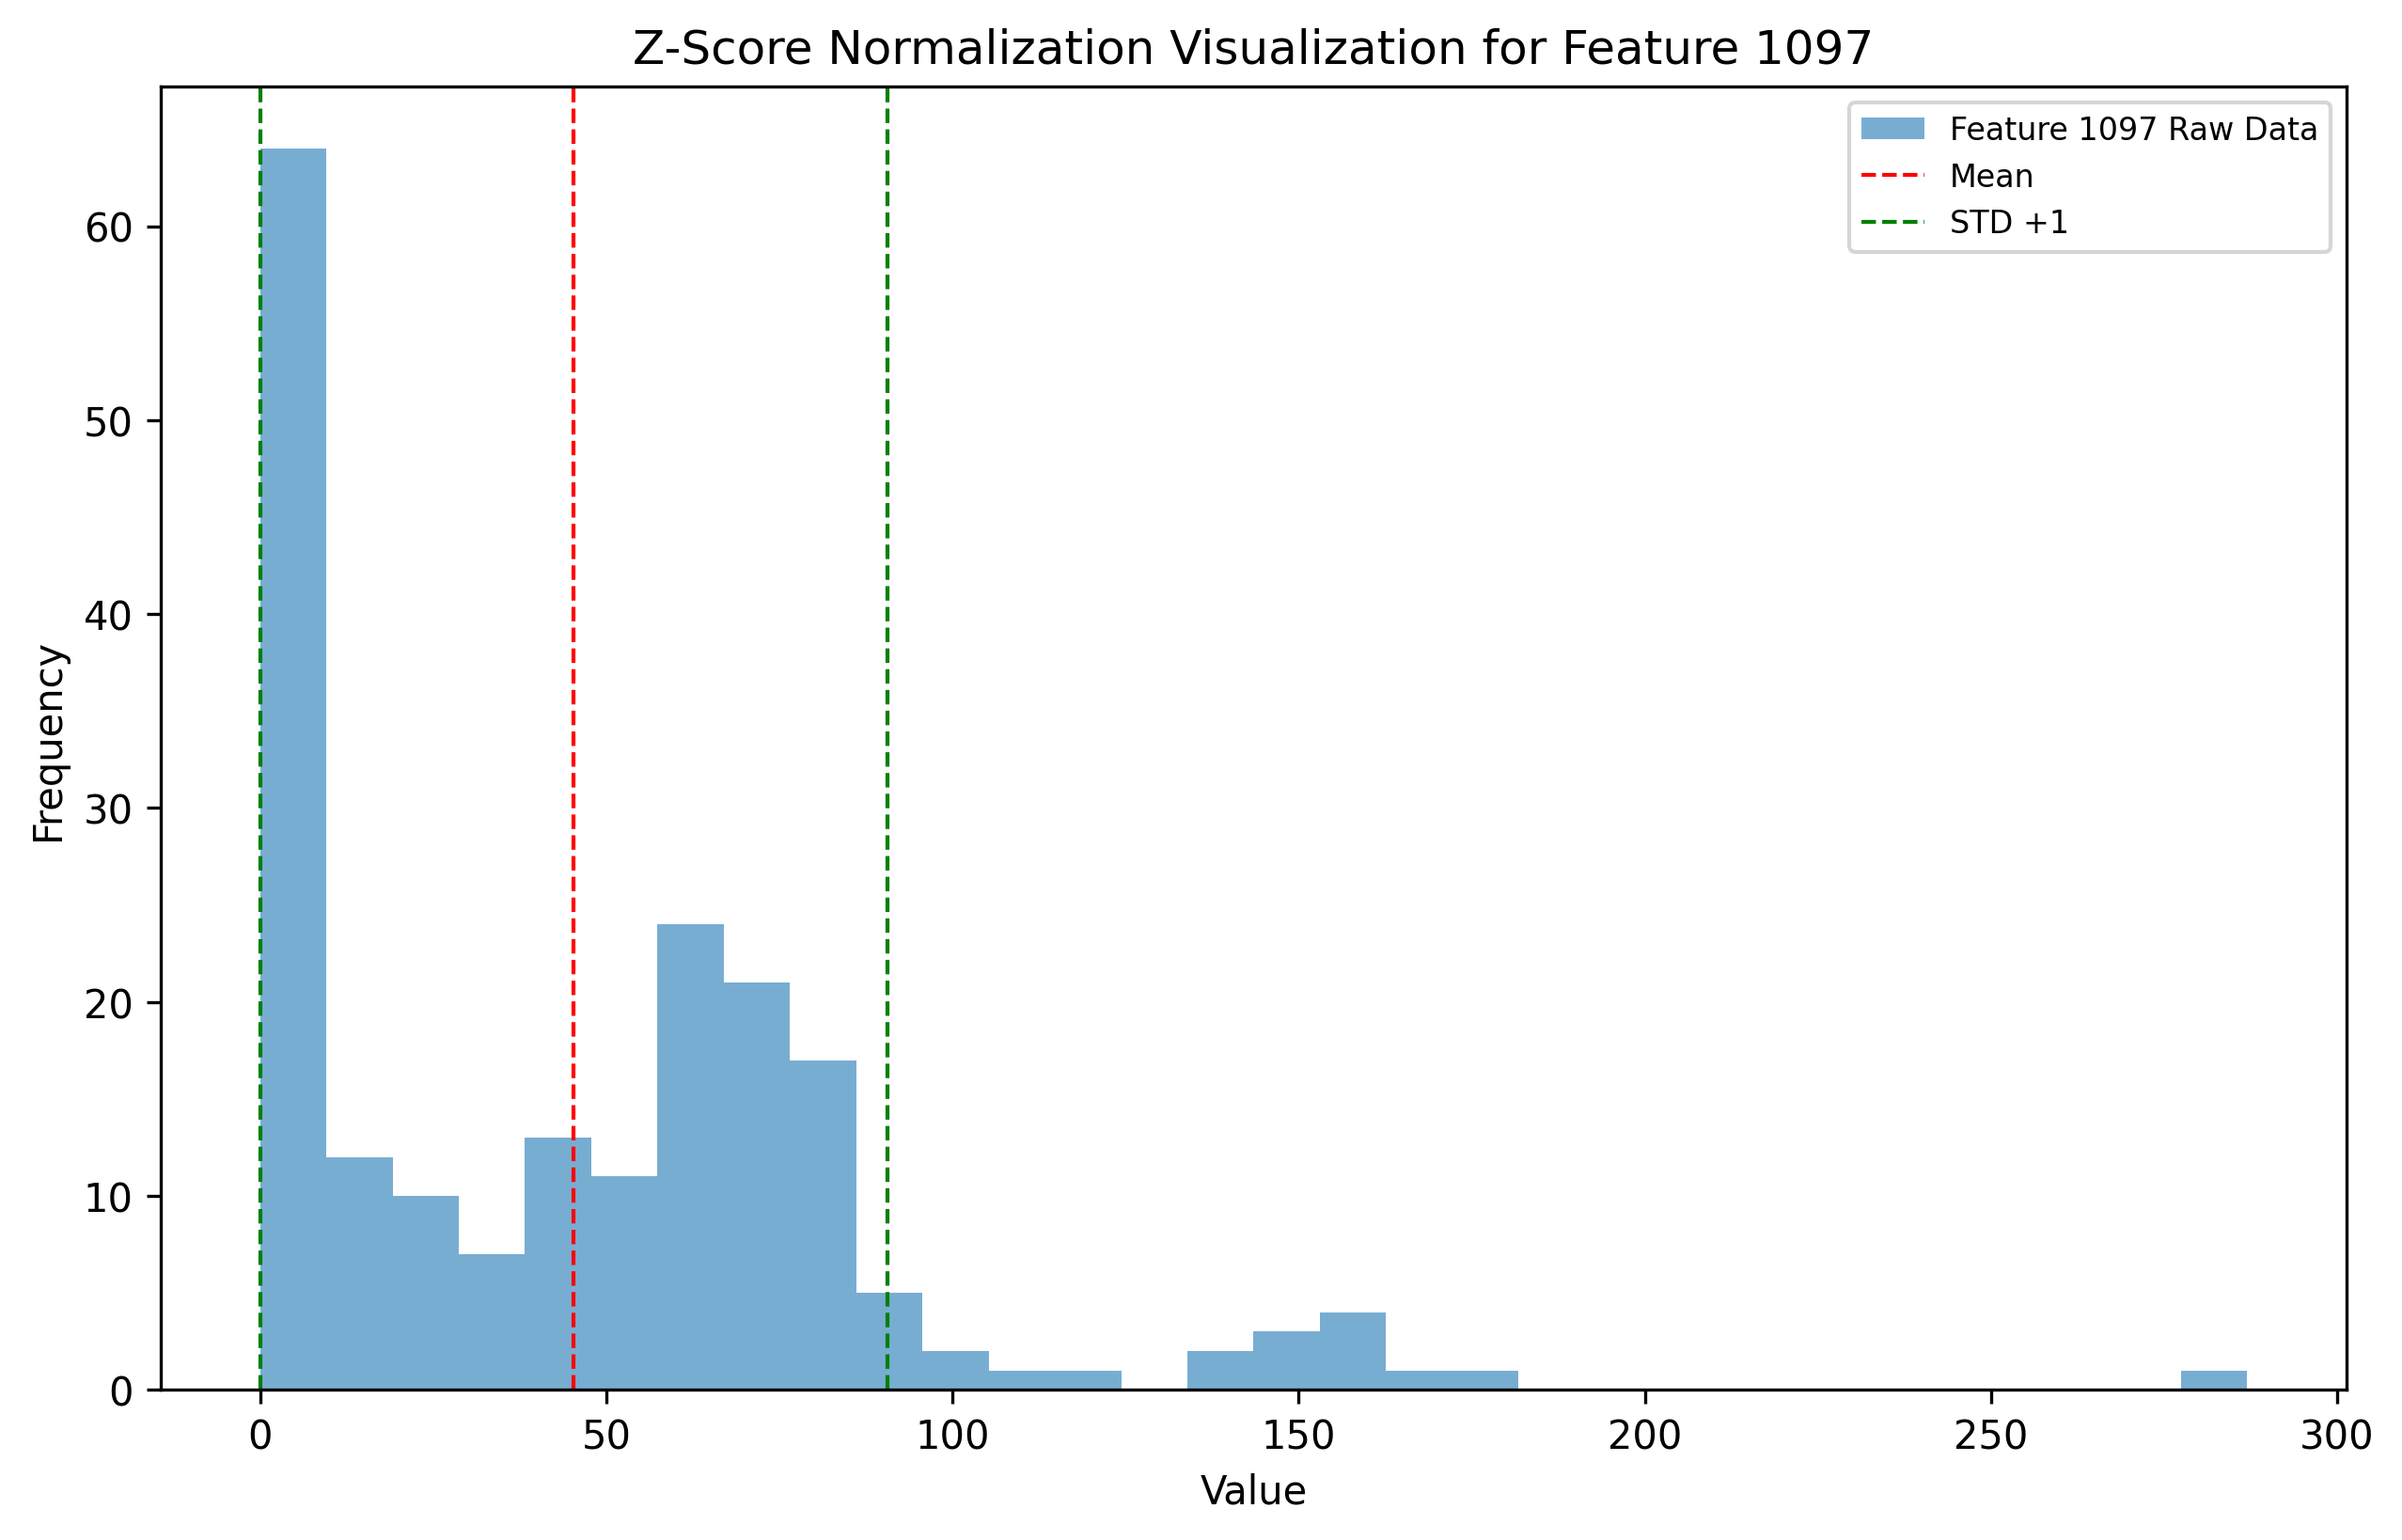 Z-Score Normalization Visualization for Feature 1097
Feature 1097 Raw Data
Mean
STD +1
Frequency
60
50
40
30
20
10
0
0 50 100 150 200 250 300
Value